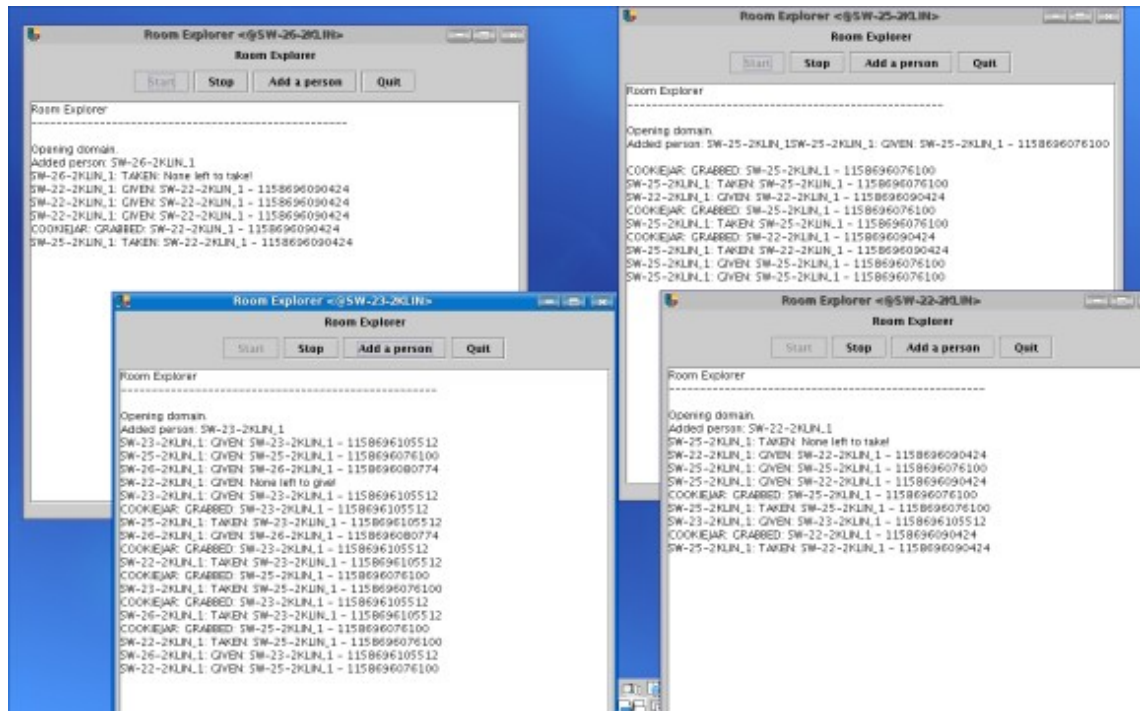 Room Explorer <@SW-26-2KLIN>
Room Explorer
Start Stop Add a person Quit
Room Explorer
----------------------------------------------------
Opening domain.
Added person: SW-26-2KLIN_1
SW-26-2KLIN_1: TAKEN: None left to take!
SW-22-2KLIN_1: GIVEN: SW-22-2KLIN_1 - 1158696090424
SW-22-2KLIN_1: GIVEN: SW-22-2KLIN_1 - 1158696090424
SW-22-2KLIN_1: GIVEN: SW-22-2KLIN_1 - 1158696090424
COOKIEJAR: GRABBED: SW-22-2KLIN_1 - 1158696090424
SW-25-2KLIN_1: TAKEN: SW-22-2KLIN_1 - 1158696090424
Room Explorer <@SW-25-2KLIN>
Room Explorer
Start Stop Add a person Quit
Room Explorer
----------------------------------------------------
Opening domain.
Added person: SW-25-2KLIN_1SW-25-2KLIN_1: GIVEN: SW-25-2KLIN_1 - 1158696076100
COOKIEJAR: GRABBED: SW-25-2KLIN_1 - 1158696076100
SW-25-2KLIN_1: TAKEN: SW-25-2KLIN_1 - 1158696076100
SW-22-2KLIN_1: GIVEN: SW-22-2KLIN_1 - 1158696090424
COOKIEJAR: GRABBED: SW-25-2KLIN_1 - 1158696076100
SW-25-2KLIN_1: TAKEN: SW-25-2KLIN_1 - 1158696076100
COOKIEJAR: GRABBED: SW-22-2KLIN_1 - 1158696090424
SW-25-2KLIN_1: TAKEN: SW-22-2KLIN_1 - 1158696090424
SW-25-2KLIN_1: GIVEN: SW-25-2KLIN_1 - 1158696076100
SW-25-2KLIN_1: GIVEN: SW-25-2KLIN_1 - 1158696076100
Room Explorer <@SW-23-2KLIN>
Room Explorer
Start Stop Add a person Quit
Room Explorer
----------------------------------------------------
Opening domain.
Added person: SW-23-2KLIN_1
SW-23-2KLIN_1: GIVEN: SW-23-2KLIN_1 - 1158696105512
SW-25-2KLIN_1: GIVEN: SW-25-2KLIN_1 - 1158696076100
SW-26-2KLIN_1: GIVEN: SW-26-2KLIN_1 - 1158696080774
SW-22-2KLIN_1: GIVEN: None left to give!
SW-23-2KLIN_1: GIVEN: SW-23-2KLIN_1 - 1158696105512
COOKIEJAR: GRABBED: SW-23-2KLIN_1 - 1158696105512
SW-25-2KLIN_1: TAKEN: SW-23-2KLIN_1 - 1158696105512
SW-26-2KLIN_1: GIVEN: SW-26-2KLIN_1 - 1158696080774
COOKIEJAR: GRABBED: SW-23-2KLIN_1 - 1158696105512
SW-22-2KLIN_1: TAKEN: SW-23-2KLIN_1 - 1158696105512
COOKIEJAR: GRABBED: SW-25-2KLIN_1 - 1158696076100
SW-23-2KLIN_1: TAKEN: SW-25-2KLIN_1 - 1158696076100
COOKIEJAR: GRABBED: SW-23-2KLIN_1 - 1158696105512
SW-26-2KLIN_1: TAKEN: SW-23-2KLIN_1 - 1158696105512
COOKIEJAR: GRABBED: SW-25-2KLIN_1 - 1158696076100
SW-22-2KLIN_1: TAKEN: SW-25-2KLIN_1 - 1158696076100
SW-26-2KLIN_1: GIVEN: SW-23-2KLIN_1 - 1158696105512
SW-22-2KLIN_1: GIVEN: SW-25-2KLIN_1 - 1158696076100
Room Explorer <@SW-22-2KLIN>
Room Explorer
Start Stop Add a person Quit
Room Explorer
----------------------------------------------------
Opening domain.
Added person: SW-22-2KLIN_1
SW-25-2KLIN_1: TAKEN: None left to take!
SW-22-2KLIN_1: GIVEN: SW-22-2KLIN_1 - 1158696090424
SW-25-2KLIN_1: GIVEN: SW-25-2KLIN_1 - 1158696076100
SW-25-2KLIN_1: GIVEN: SW-22-2KLIN_1 - 1158696090424
COOKIEJAR: GRABBED: SW-25-2KLIN_1 - 1158696076100
SW-25-2KLIN_1: TAKEN: SW-25-2KLIN_1 - 1158696076100
SW-23-2KLIN_1: GIVEN: SW-23-2KLIN_1 - 1158696105512
COOKIEJAR: GRABBED: SW-22-2KLIN_1 - 1158696090424
SW-25-2KLIN_1: TAKEN: SW-22-2KLIN_1 - 1158696090424